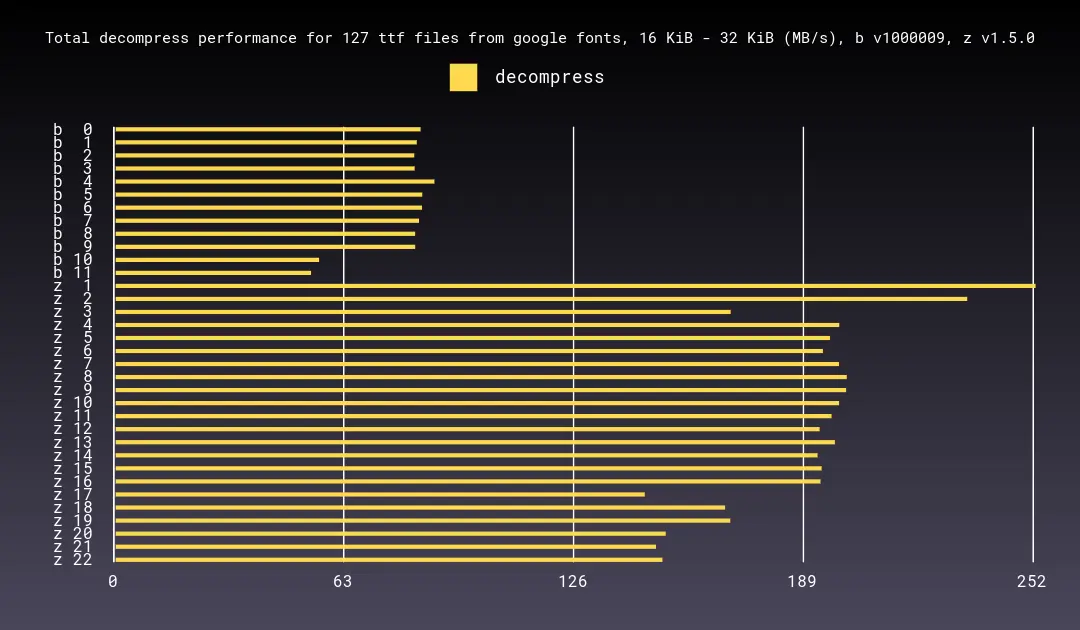 Total decompress performance for 127 ttf files from google fonts, 16 KiB - 32 KiB (MB/s), b v1000009, z v1.5.0
decompress
b 0
b 1
b 2
b 3
b 4
b 5
b 6
b 7
b 8
b 9
b 10
b 11
z 1
z 2
z 3
z 4
z 5
z 6
z 7
z 8
z 9
z 10
z 11
z 12
z 13
z 14
z 15
z 16
z 17
z 18
z 19
z 20
z 21
z 22
0 63 126 189 252